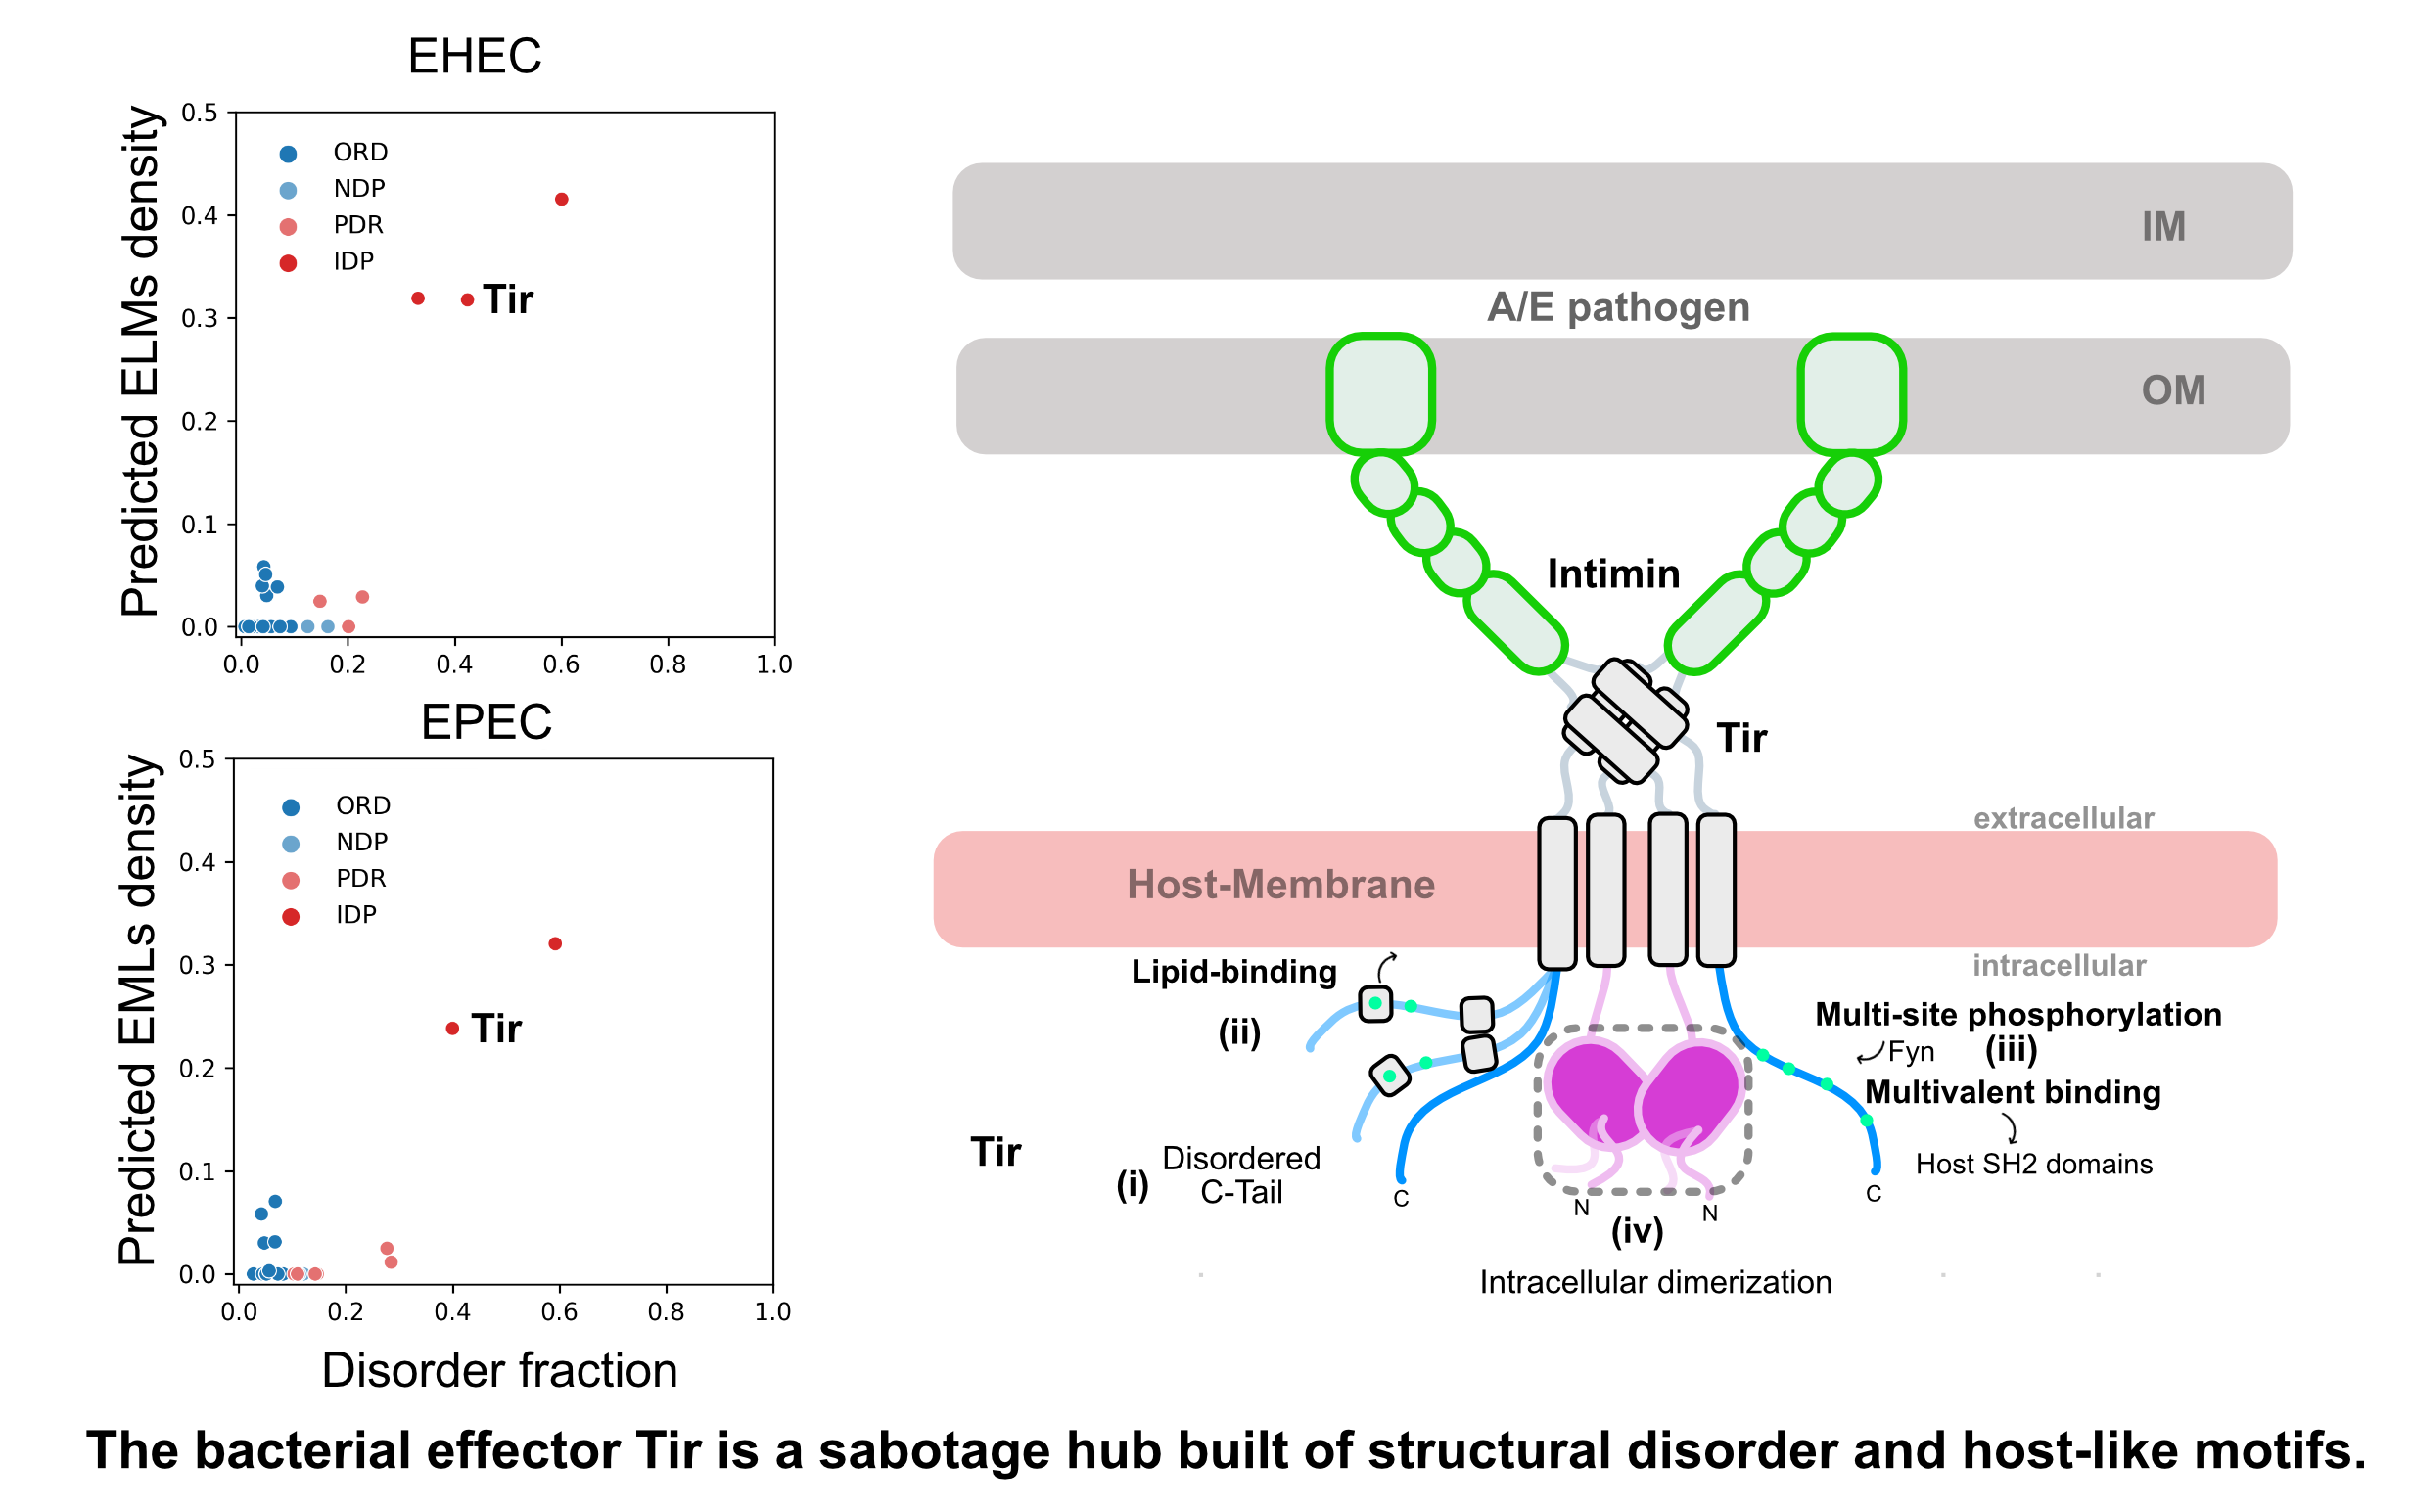 EHEC
Predicted ELMs density
0.5
0.4
0.3
0.2
0.1
0.0
ORD
NDP
PDR
IDP
Tir
0.0 0.2 0.4 0.6 0.8 1.0
EPEC
Predicted EMLs density
0.5
0.4
0.3
0.2
0.1
0.0
ORD
NDP
PDR
IDP
Tir
0.0 0.2 0.4 0.6 0.8 1.0
Disorder fraction
IM
A/E pathogen
OM
Intimin
Tir
extracellular
Host-Membrane
intracellular
Lipid-binding
(ii)
Multi-site phosphorylation
Fyn (iii)
Multivalent binding
Host SH2 domains
Tir
(i)
Disordered
C-Tail
C
N
N
C
(iv)
Intracellular dimerization
The bacterial effector Tir is a sabotage hub built of structural disorder and host-like motifs.